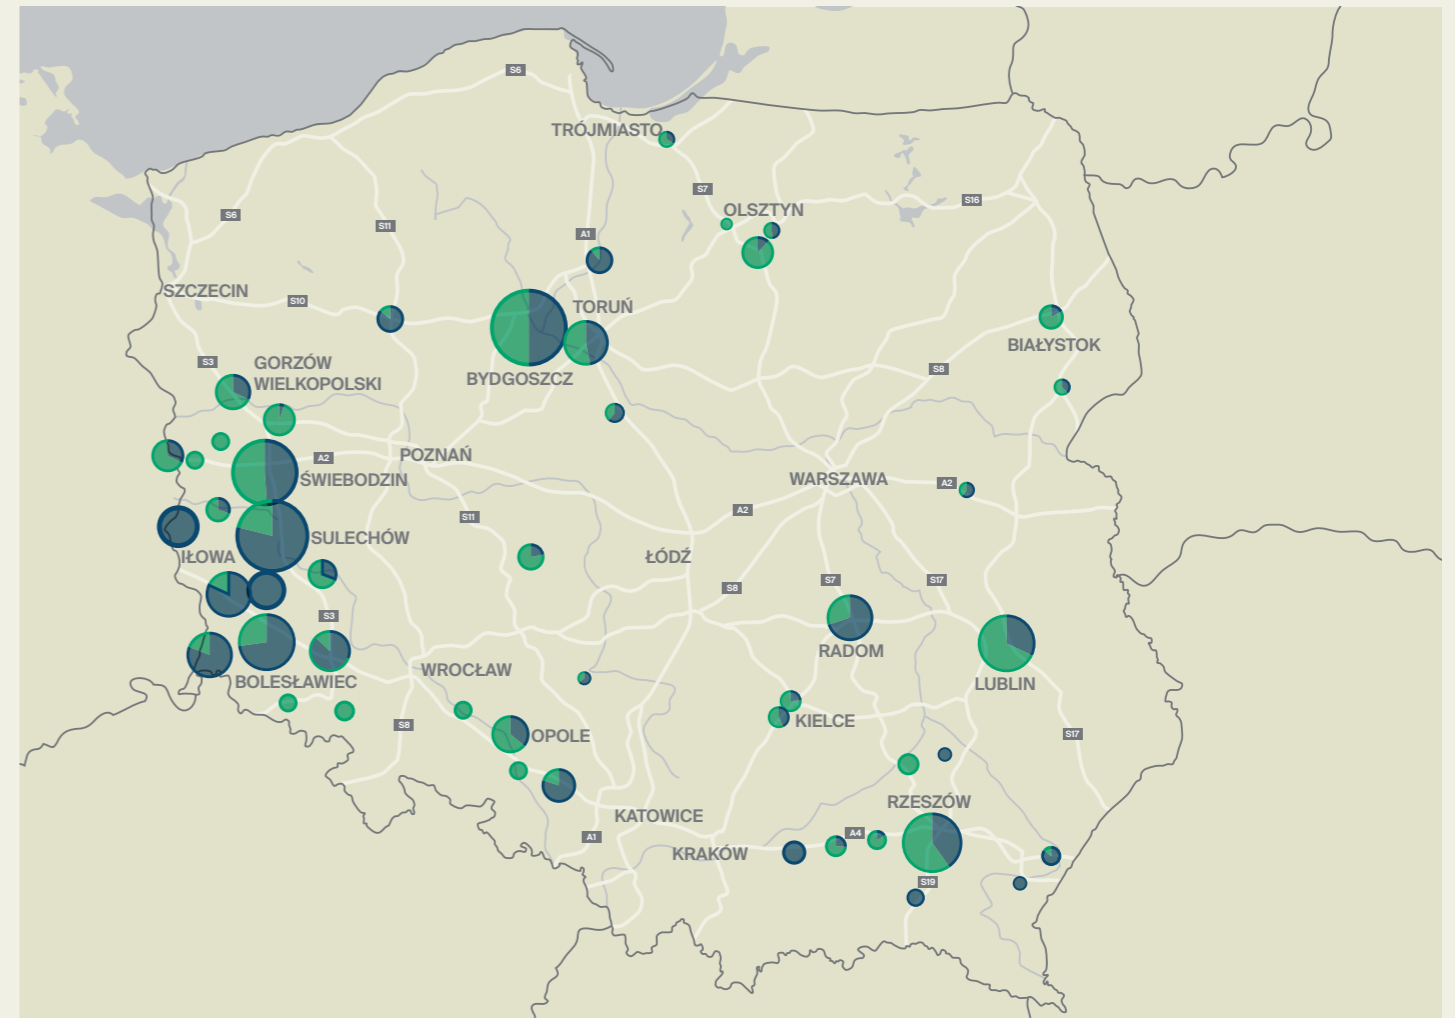 S6
TRÓJMIASTO
S7
S16
OLSZTYN
S6
S11
A1
SZCZECIN
S10
TORUŃ
BIAŁYSTOK
S3
GORZÓW
WIELKOPOLSKI
S8
BYDGOSZCZ
POZNAŃ
A2
ŚWIEBODZIN
WARSZAWA
A2
A2
S11
SULECHÓW
IŁOWA
ŁÓDŹ
S8
S7
S17
S3
RADOM
WROCŁAW
BOLESŁAWIEC
LUBLIN
S8
OPOLE
KIELCE
S17
RZESZÓW
KATOWICE
A1
A4
KRAKÓW
S19